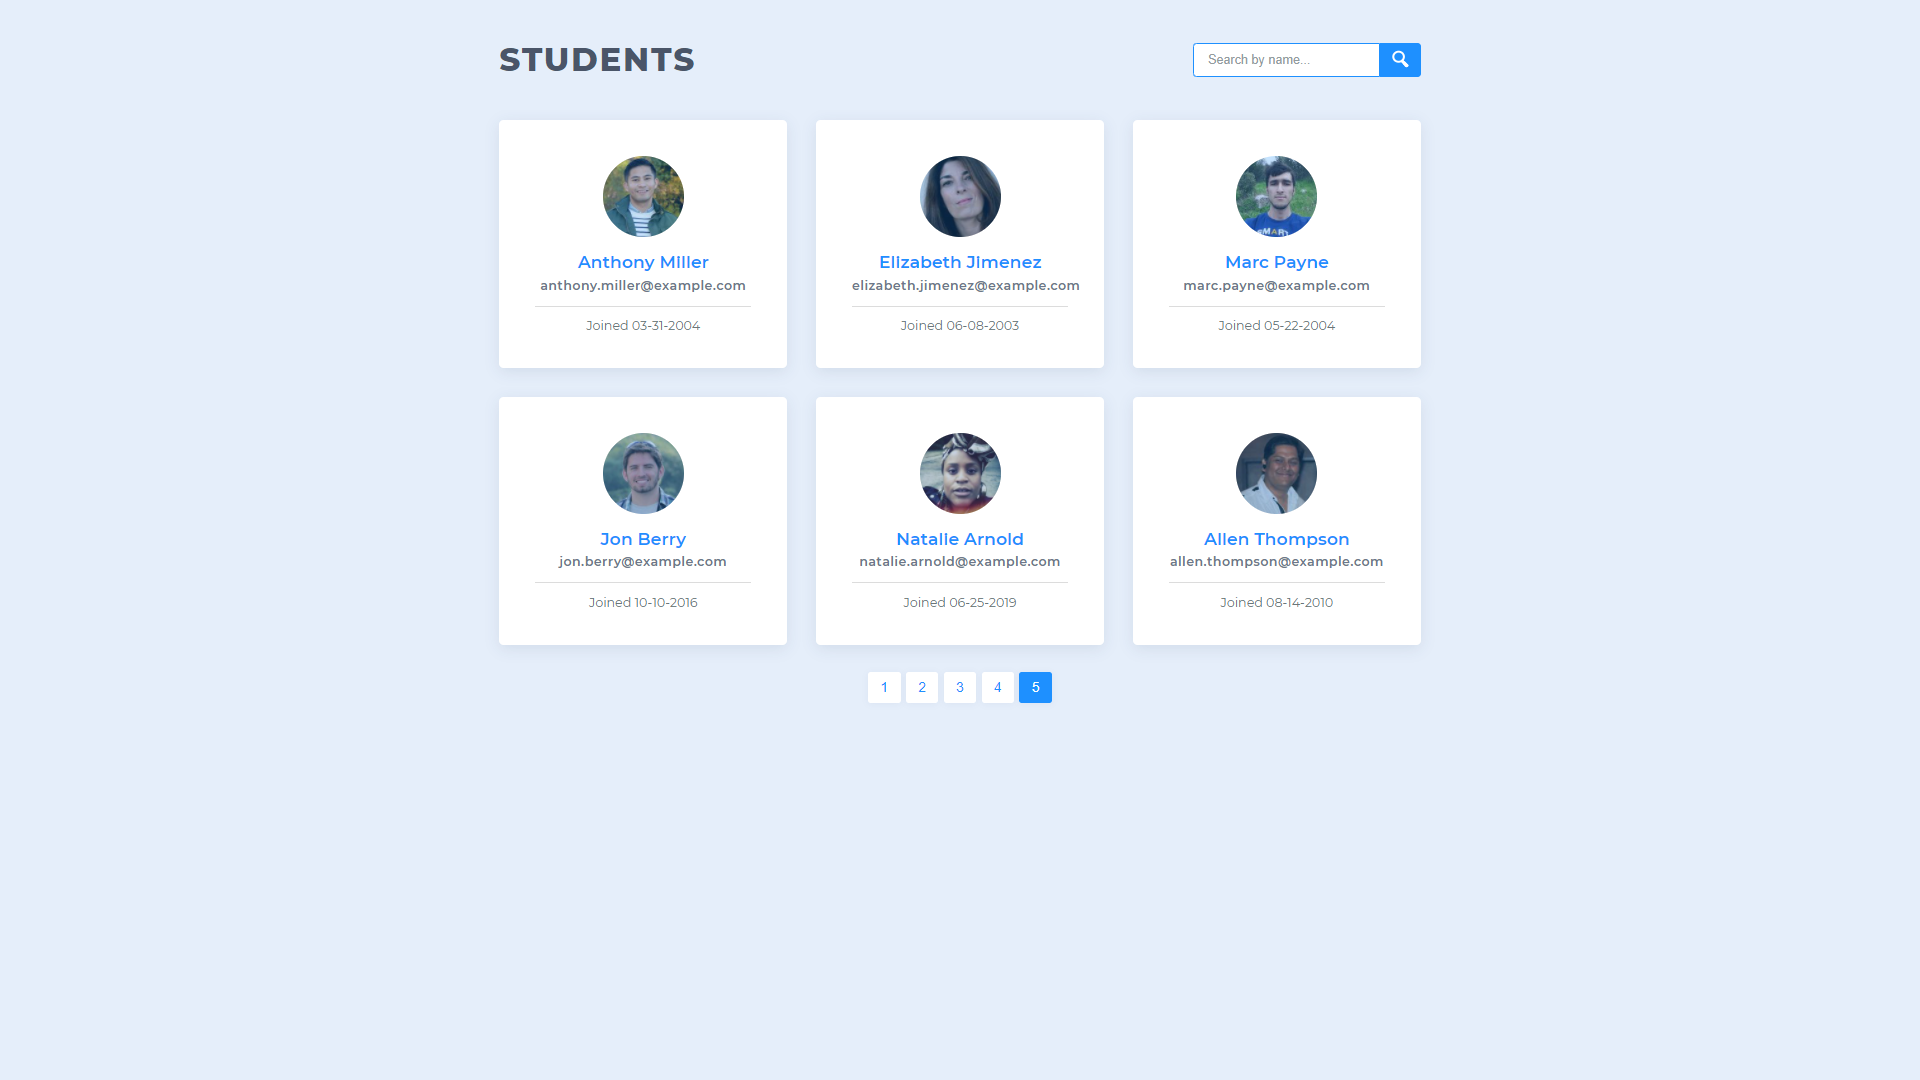 STUDENTS
Search by name...
Anthony Miller
anthony.miller@example.com
Joined 03-31-2004
Elizabeth Jimenez
elizabeth.jimenez@example.com
Joined 06-08-2003
Marc Payne
marc.payne@example.com
Joined 05-22-2004
Jon Berry
jon.berry@example.com
Joined 10-10-2016
Natalie Arnold
natalie.arnold@example.com
Joined 06-25-2019
Allen Thompson
allen.thompson@example.com
Joined 08-14-2010
1 2 3 4 5